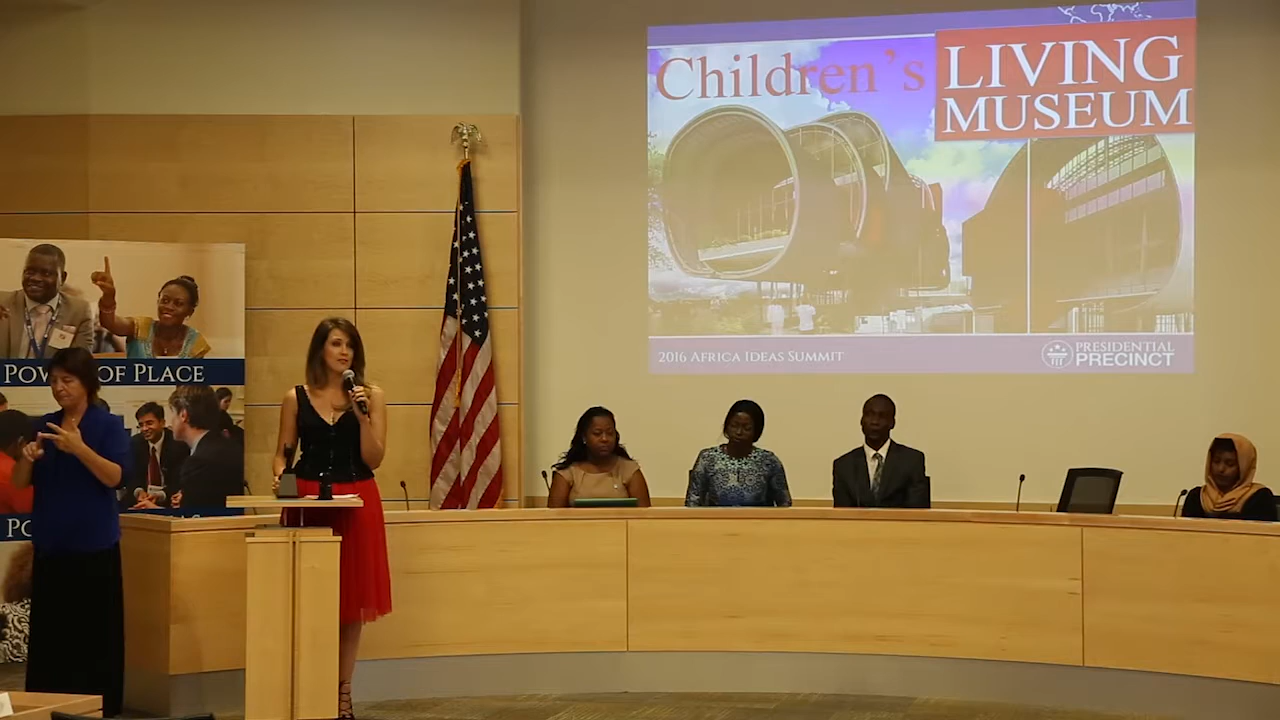 Children's
LIVING
MUSEUM
2016 AFRICA IDEAS SUMMIT
PRESIDENTIAL
PRECINCT
POWER OF PLACE